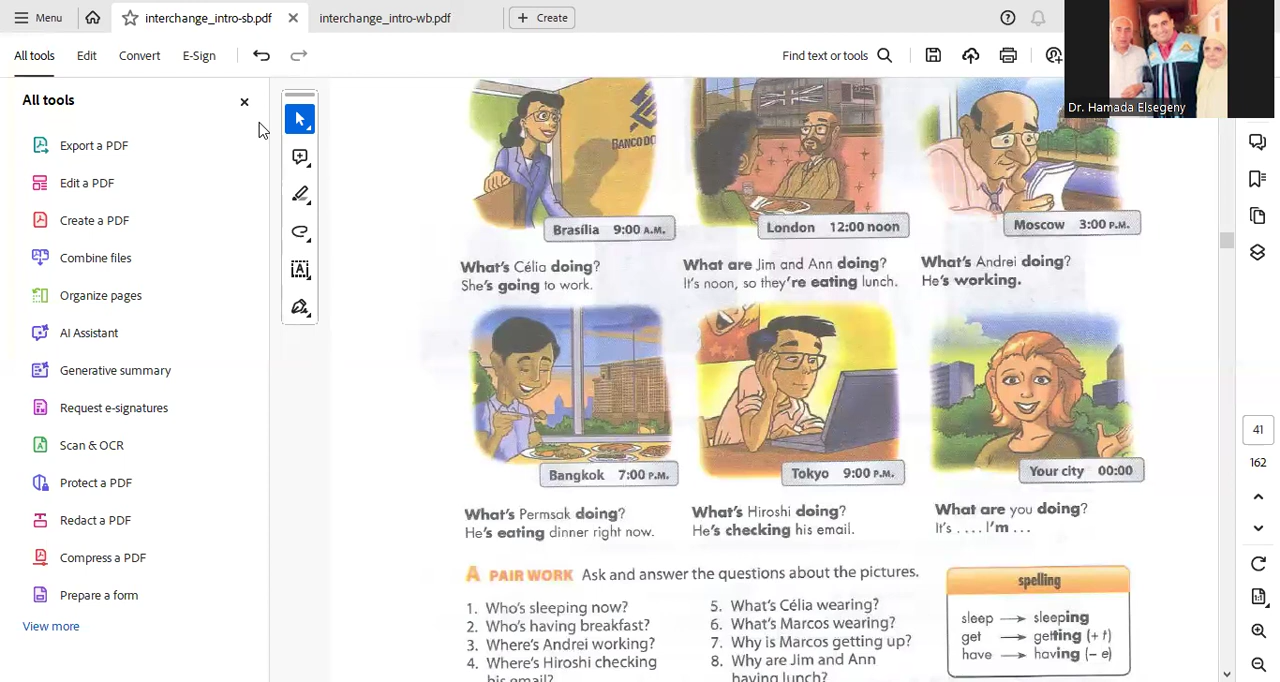 Menu
interchange_intro-sb.pdf
interchange_intro-wb.pdf
Create
All tools
Edit
Convert
E-Sign
Find text or tools
Dr. Hamada Elsegeny
All tools
Export a PDF
Edit a PDF
Create a PDF
Combine files
Organize pages
AI Assistant
Generative summary
Request e-signatures
Scan & OCR
Protect a PDF
Redact a PDF
Compress a PDF
Prepare a form
View more
BANCO DO
Brasília 9:00 A.M.
London 12:00 noon
Moscow 3:00 P.M.
What's Célia doing?
She's going to work.
What are Jim and Ann doing?
It's noon, so they're eating lunch.
What's Andrei doing?
He's working.
Bangkok 7:00 P.M.
Tokyo 9:00 P.M.
Your city 00:00
What's Permsak doing?
He's eating dinner right now.
What's Hiroshi doing?
He's checking his email.
What are you doing?
It's . . . . I'm . . .
A PAIR WORK Ask and answer the questions about the pictures.
1. Who's sleeping now?
2. Who's having breakfast?
3. Where's Andrei working?
4. Where's Hiroshi checking
his email?
5. What's Célia wearing?
6. What's Marcos wearing?
7. Why is Marcos getting up?
8. Why are Jim and Ann
having lunch?
spelling
sleep → sleeping
get → getting (+ t)
have → having (– e)
41
162